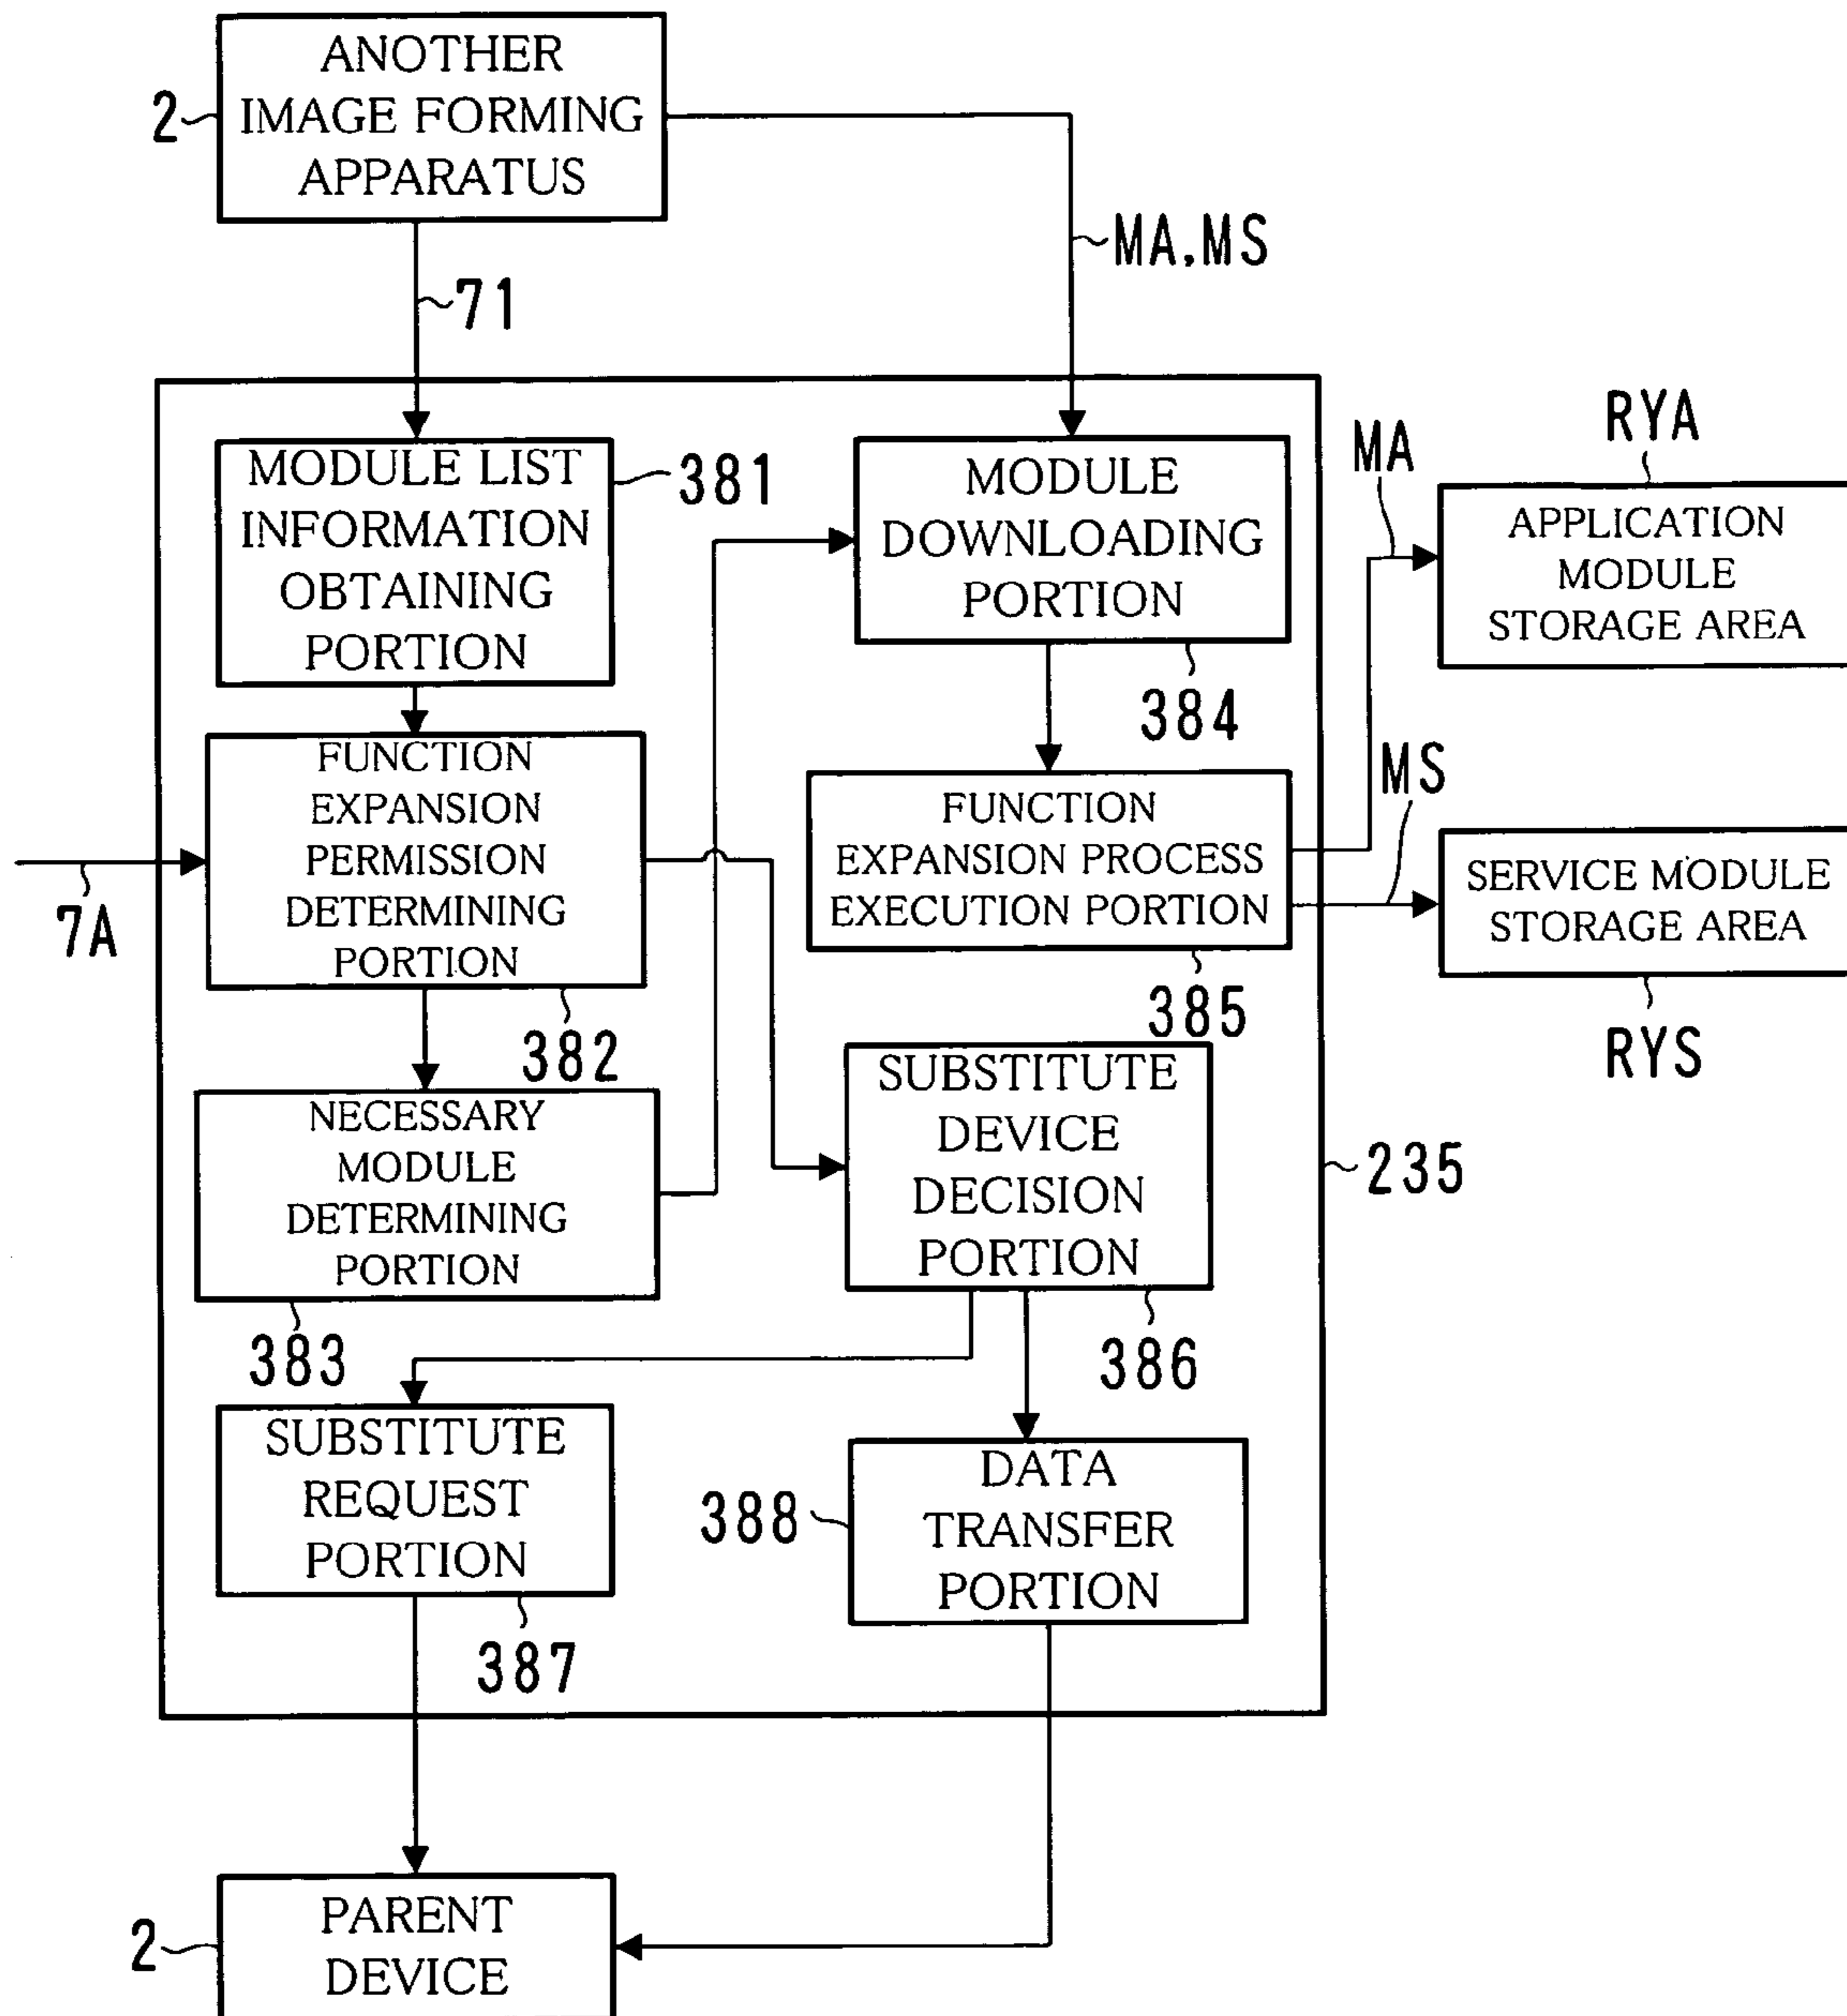 ANOTHER
IMAGE FORMING
APPARATUS
2
MA,MS
71
MODULE LIST
INFORMATION
OBTAINING
PORTION
381
MODULE
DOWNLOADING
PORTION
384
MA
RYA
APPLICATION
MODULE
STORAGE AREA
FUNCTION
EXPANSION
PERMISSION
DETERMINING
PORTION
382
7A
FUNCTION
EXPANSION PROCESS
EXECUTION PORTION
385
MS
SERVICE MODULE
STORAGE AREA
RYS
NECESSARY
MODULE
DETERMINING
PORTION
383
SUBSTITUTE
DEVICE
DECISION
PORTION
386
235
SUBSTITUTE
REQUEST
PORTION
387
DATA
TRANSFER
PORTION
388
PARENT
DEVICE
2